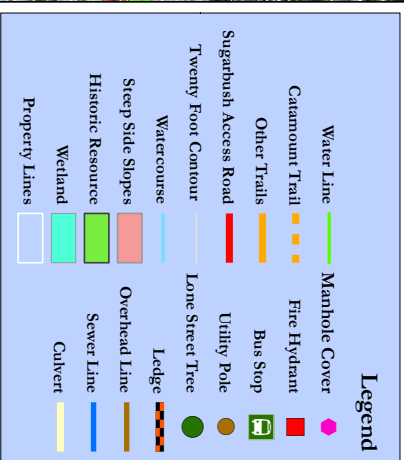 Legend
Water Line
Catamount Trail
Other Trails
Sugarbush Access Road
Twenty Foot Contour
Watercourse
Steep Side Slopes
Historic Resource
Wetland
Property Lines
Manhole Cover
Fire Hydrant
Bus Stop
Utility Pole
Lone Street Tree
Ledge
Overhead Line
Sewer Line
Culvert